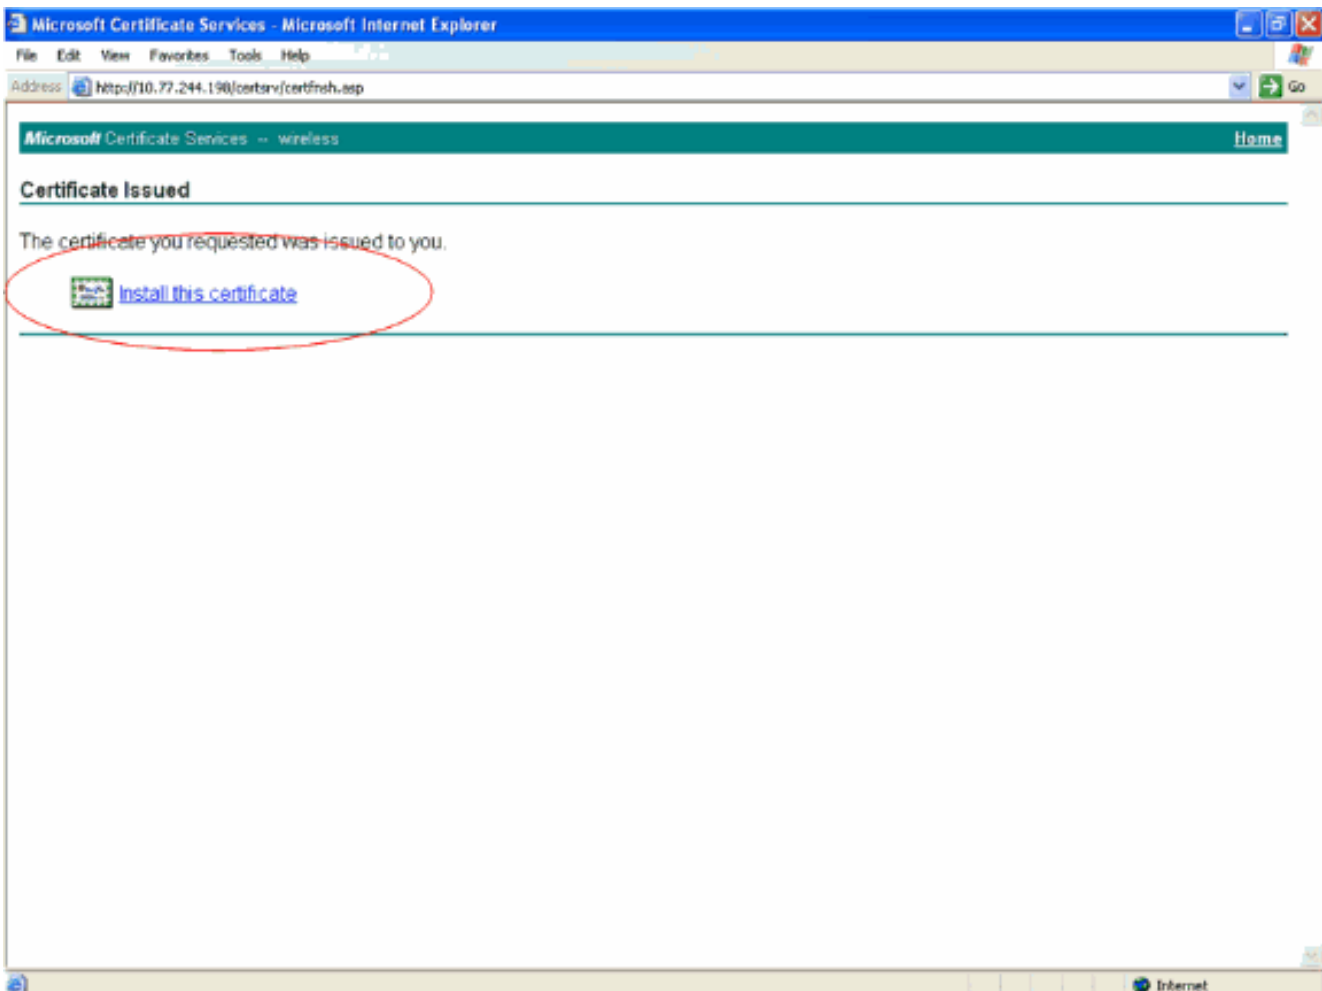 Microsoft Certificate Services - Microsoft Internet Explorer
File Edit View Favorites Tools Help
Address http://10.77.244.198/certsrv/certfnsh.asp Go
Microsoft Certificate Services -- wireless Home
Certificate Issued
The certificate you requested was issued to you.
Install this certificate
Internet